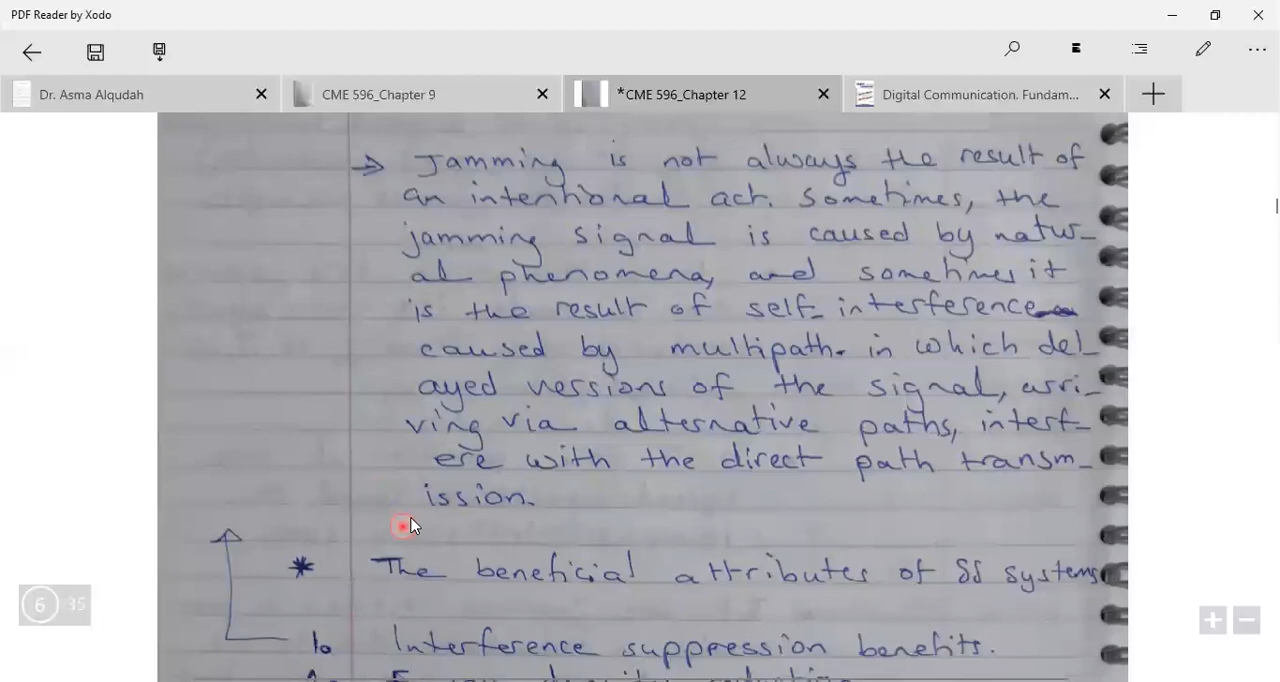 PDF Reader by Xodo
Dr. Asma Alqudah
CME 596_Chapter 9
*CME 596_Chapter 12
Digital Communication. Fundam...
Jamming is not always the result of
an intentional act. Sometimes, the
jamming signal is caused by natur-
al phenomena, and sometimes it
is the result of self-interference
caused by multipath. in which del-
ayed versions of the signal, arri-
ving via alternative paths, interf-
ere with the direct path transm-
ission.
* The beneficial attributes of SS systems
1. Interference suppression benefits.
6 35